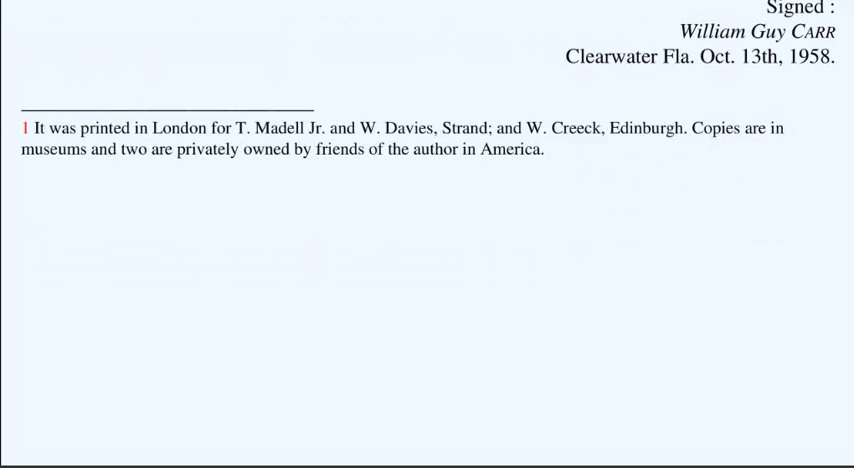 Signed :
William Guy CARR
Clearwater Fla. Oct. 13th, 1958.
1 It was printed in London for T. Madell Jr. and W. Davies, Strand; and W. Creeck, Edinburgh. Copies are in
museums and two are privately owned by friends of the author in America.